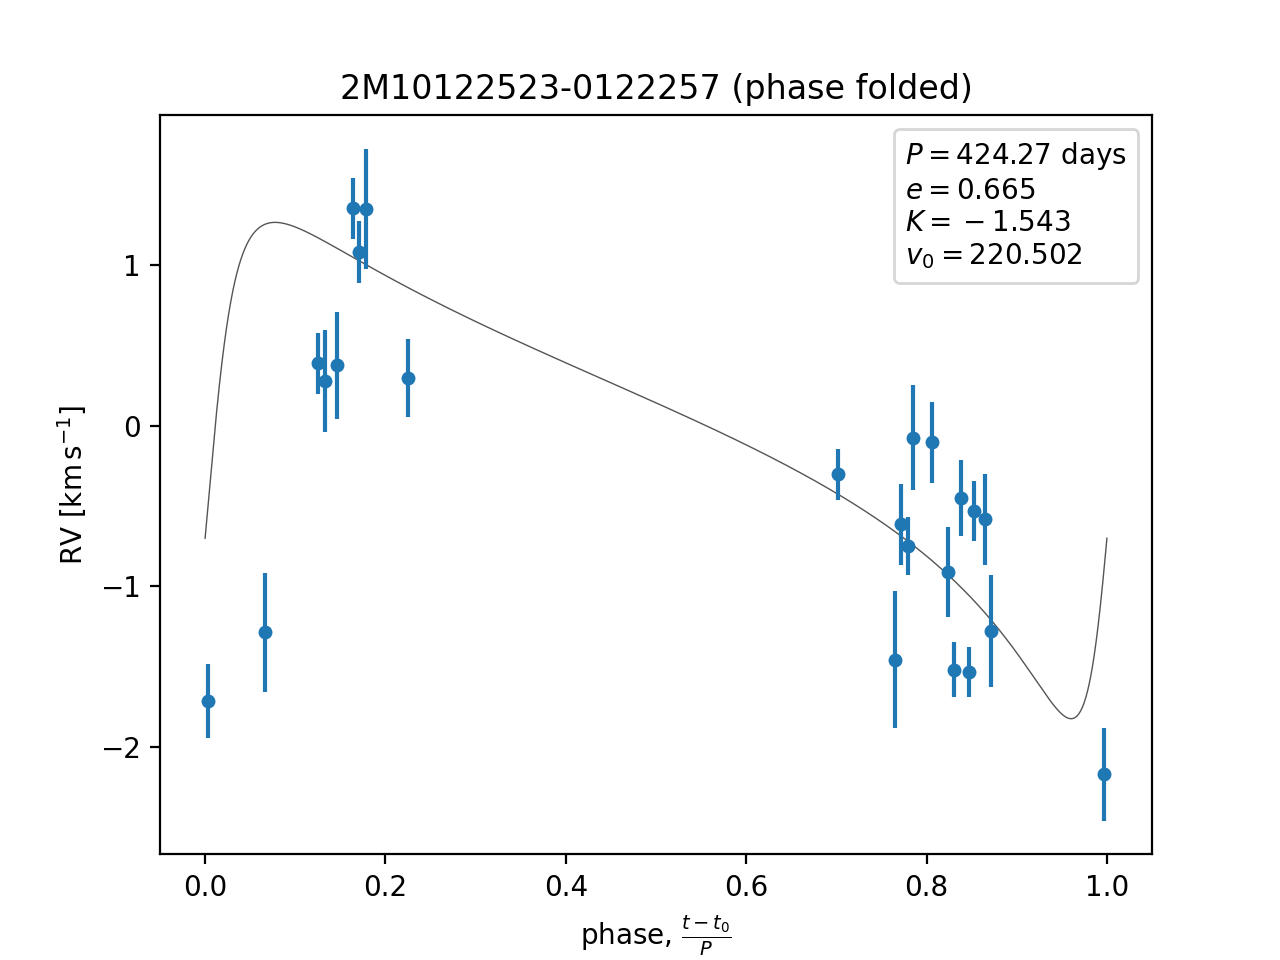 2M10122523-0122257 (phase folded)
P = 424.27 days
e = 0.665
K = −1.543
v₀ = 220.502
RV [km s⁻¹]
1
0
−1
−2
0.0 0.2 0.4 0.6 0.8 1.0
phase, (t − t₀)/P